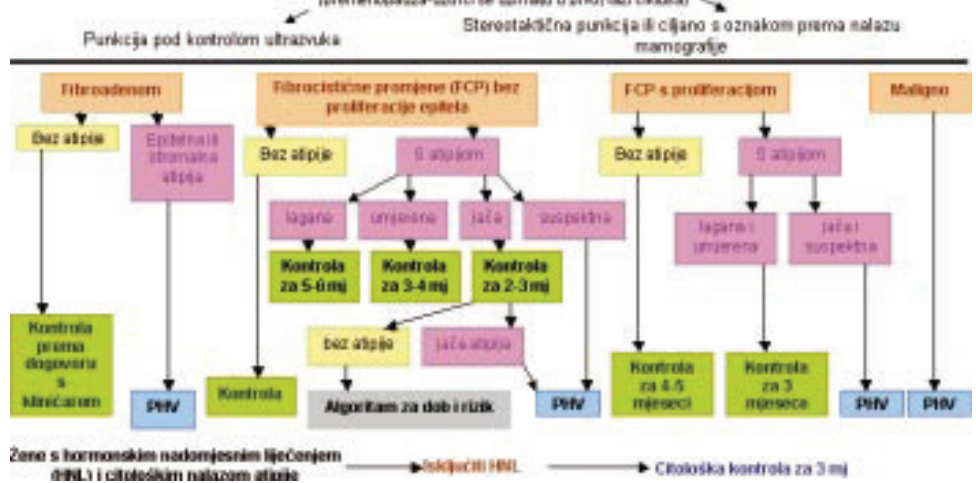 Punkcija pod kontrolom ultrazvuka
Stereotaktična punkcija ili ciljano s oznakom prema nalazu
mamografije
Fibroadenom
Fibrocistične promjene (FCP) bez
proliferacije epitela
FCP s proliferacijom
Maligno
Bez atipije
Epitelna ili
stromalna
atipija
Bez atipije
S atipijom
Bez atipije
S atipijom
lagana
umjerena
jača
suspektna
lagana i
umjerena
jača i
suspektna
Kontrola
za 5-6 mj
Kontrola
za 3-4 mj
Kontrola
za 2-3 mj
Kontrola
prema
dogovoru
s
kliničarom
bez atipije
jača atipija
PHV
Kontrola
Algoritam za dob i rizik
PHV
Kontrola
za 4-5
mjeseci
Kontrola
za 3
mjeseca
PHV
PHV
Žene s hormonskim nadomjesnim liječenjem
(HNL) i citološkim nalazom atipije
Isključiti HNL
Citološka kontrola za 3 mj